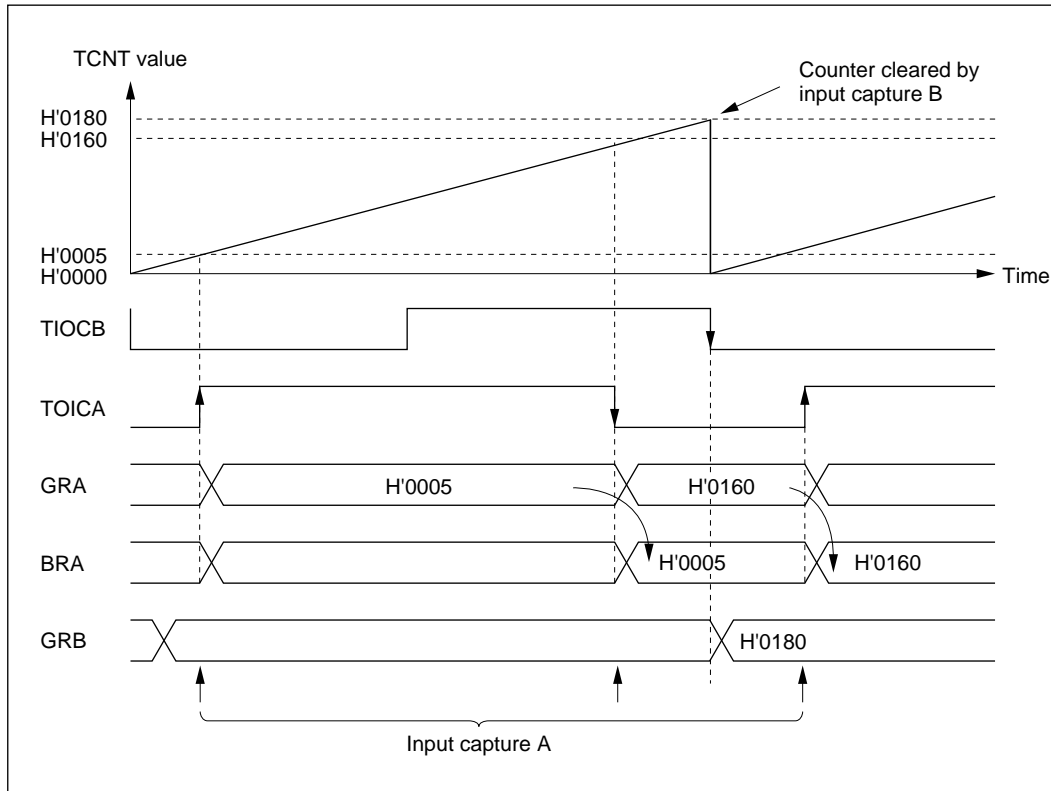 TCNT value
Counter cleared by
input capture B
H'0180
H'0160
H'0005
H'0000
Time
TIOCB
TOICA
GRA
H'0005
H'0160
BRA
H'0005
H'0160
GRB
H'0180
Input capture A